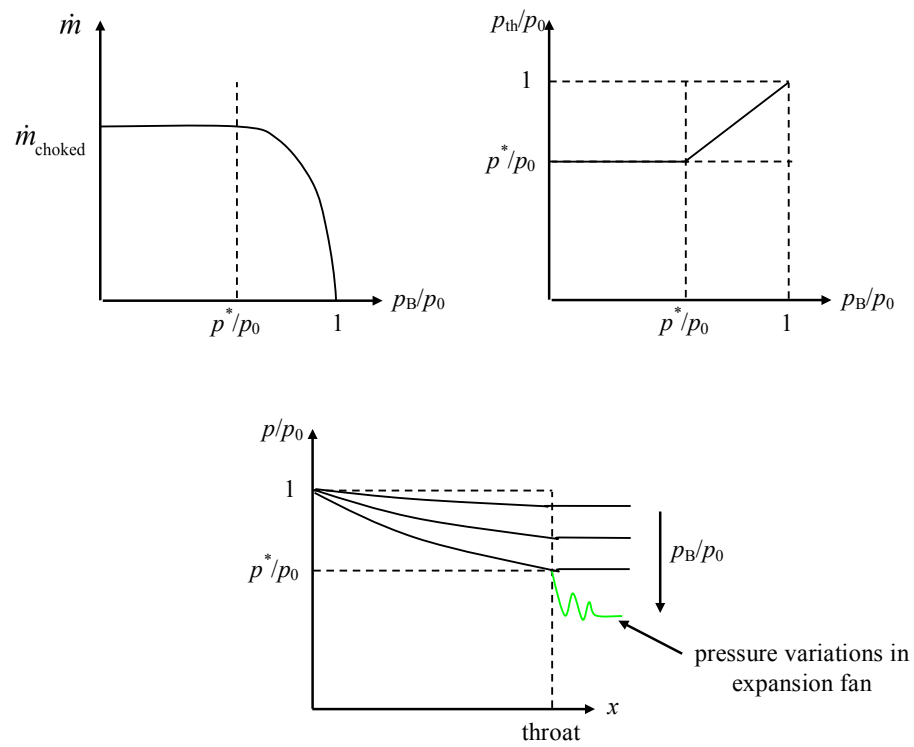 ṁ
ṁchoked
p*/p0
1
pB/p0
pth/p0
1
p*/p0
p*/p0
1
pB/p0
p/p0
1
p*/p0
pB/p0
pressure variations in
expansion fan
x
throat